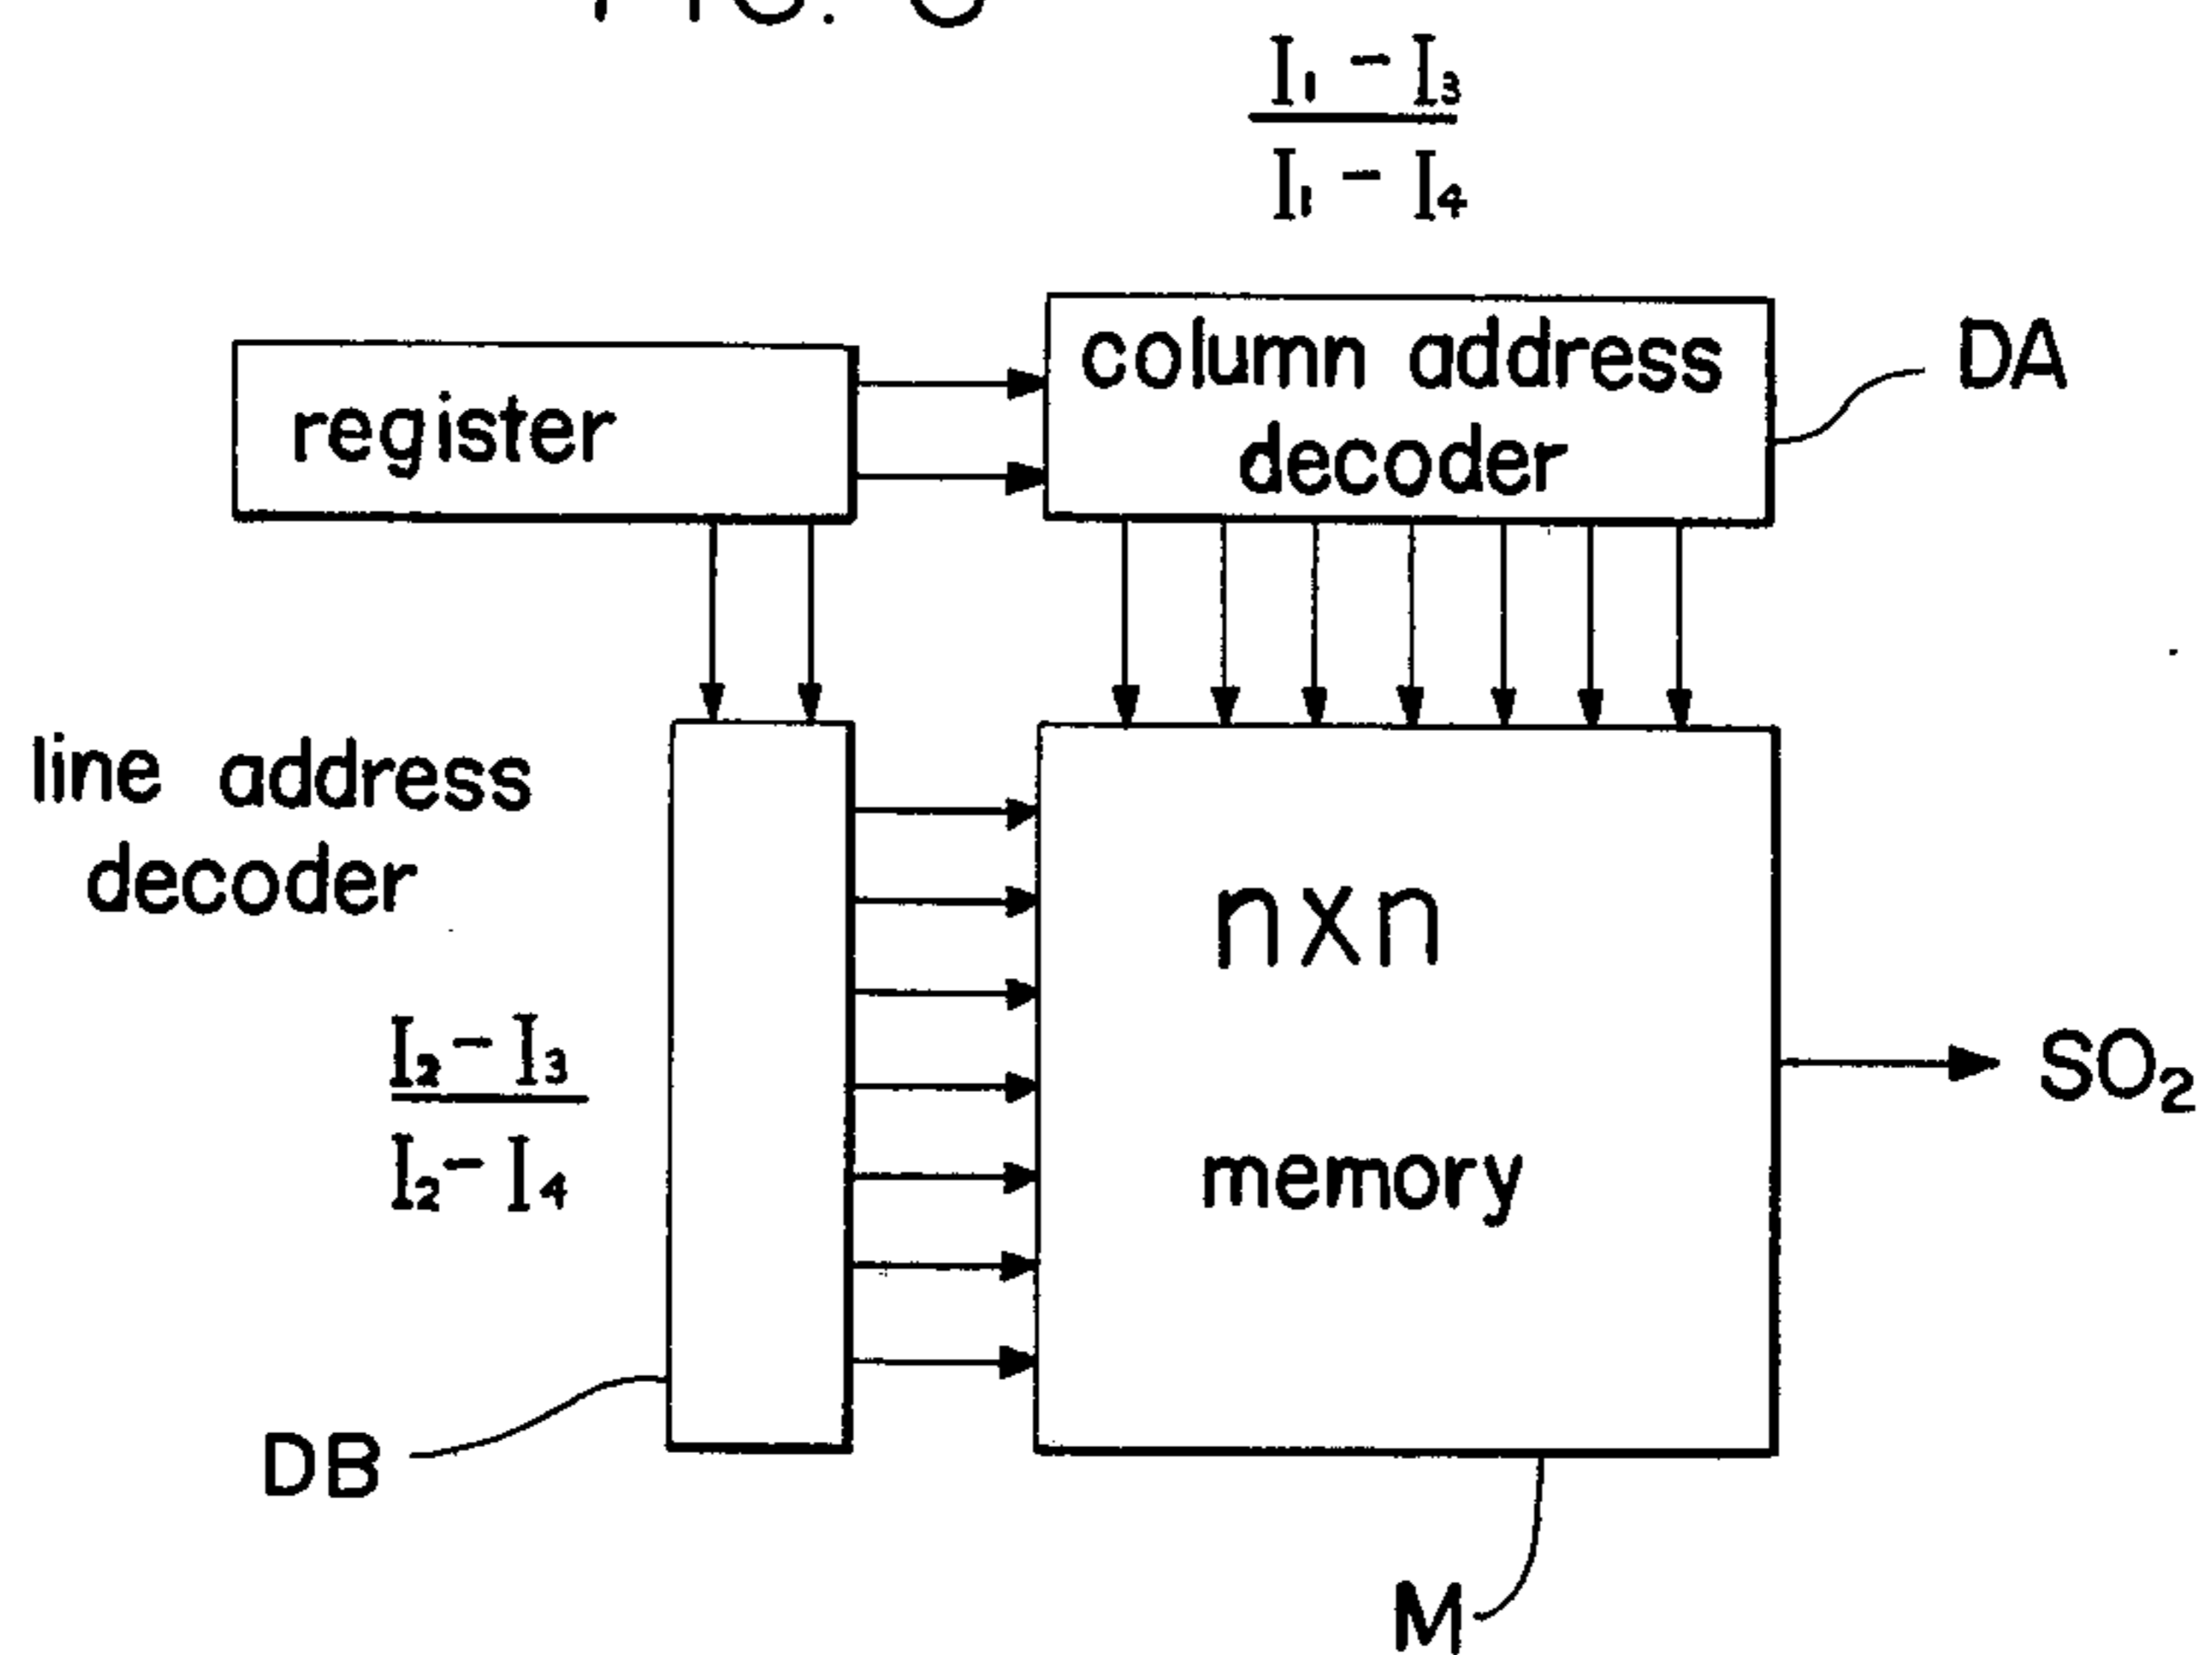 I₁ - I₃
I₁ - I₄
column address
decoder
DA
register
line address
decoder
nxn
memory
I₂ - I₃
I₂ - I₄
SO₂
DB
M